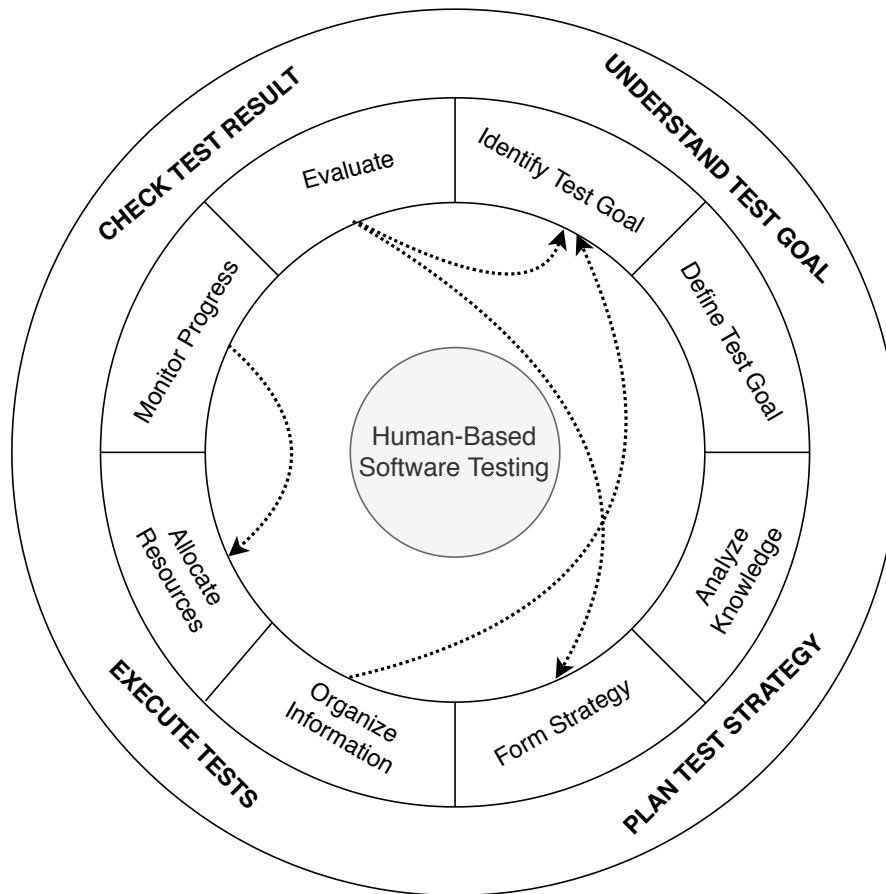 UNDERSTAND TEST GOAL
Identify Test Goal
Define Test Goal
PLAN TEST STRATEGY
Analyze
Knowledge
Form Strategy
EXECUTE TESTS
Organize
Information
Allocate
Resources
CHECK TEST RESULT
Monitor Progress
Evaluate
Human-Based
Software Testing